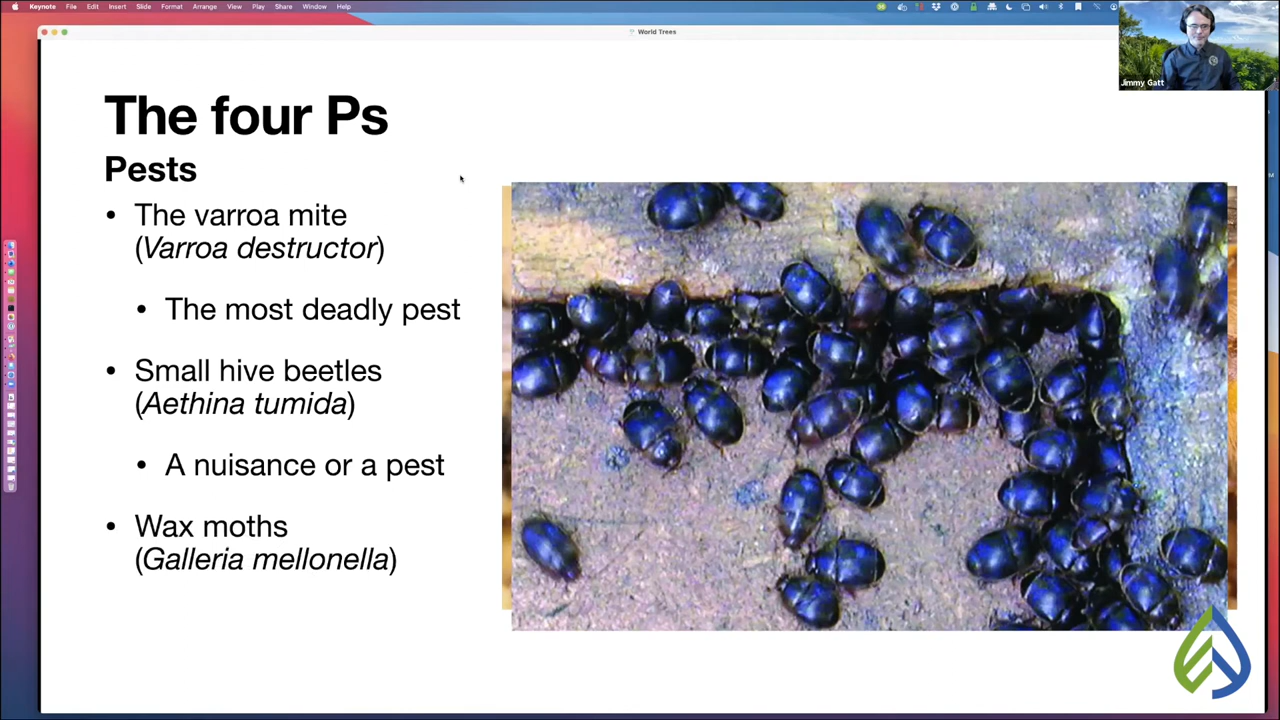 Keynote File Edit Insert Slide Format Arrange View Play Share Window Help
World Trees
Jimmy Gatt
The four Ps
Pests
• The varroa mite
(Varroa destructor)
• The most deadly pest
• Small hive beetles
(Aethina tumida)
• A nuisance or a pest
• Wax moths
(Galleria mellonella)